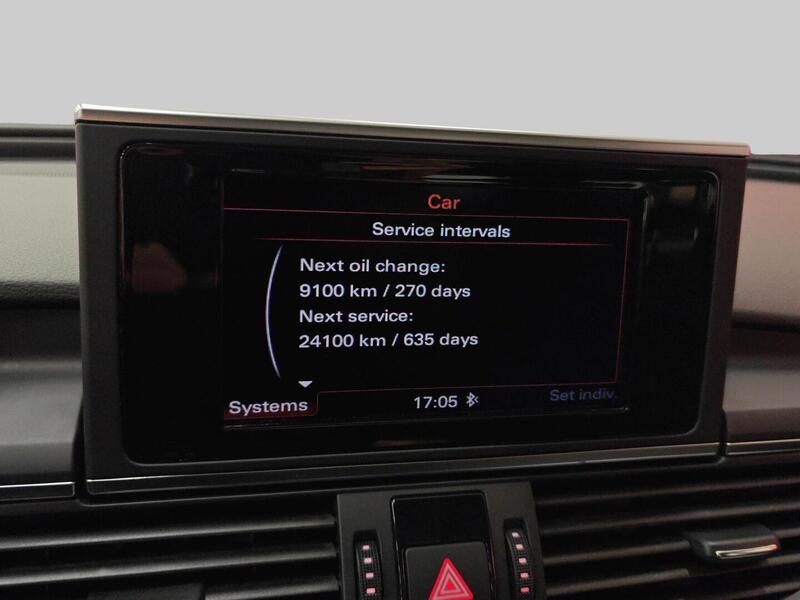 Car
Service intervals
Next oil change:
9100 km / 270 days
Next service:
24100 km / 635 days
Systems
17:05
Set indiv.